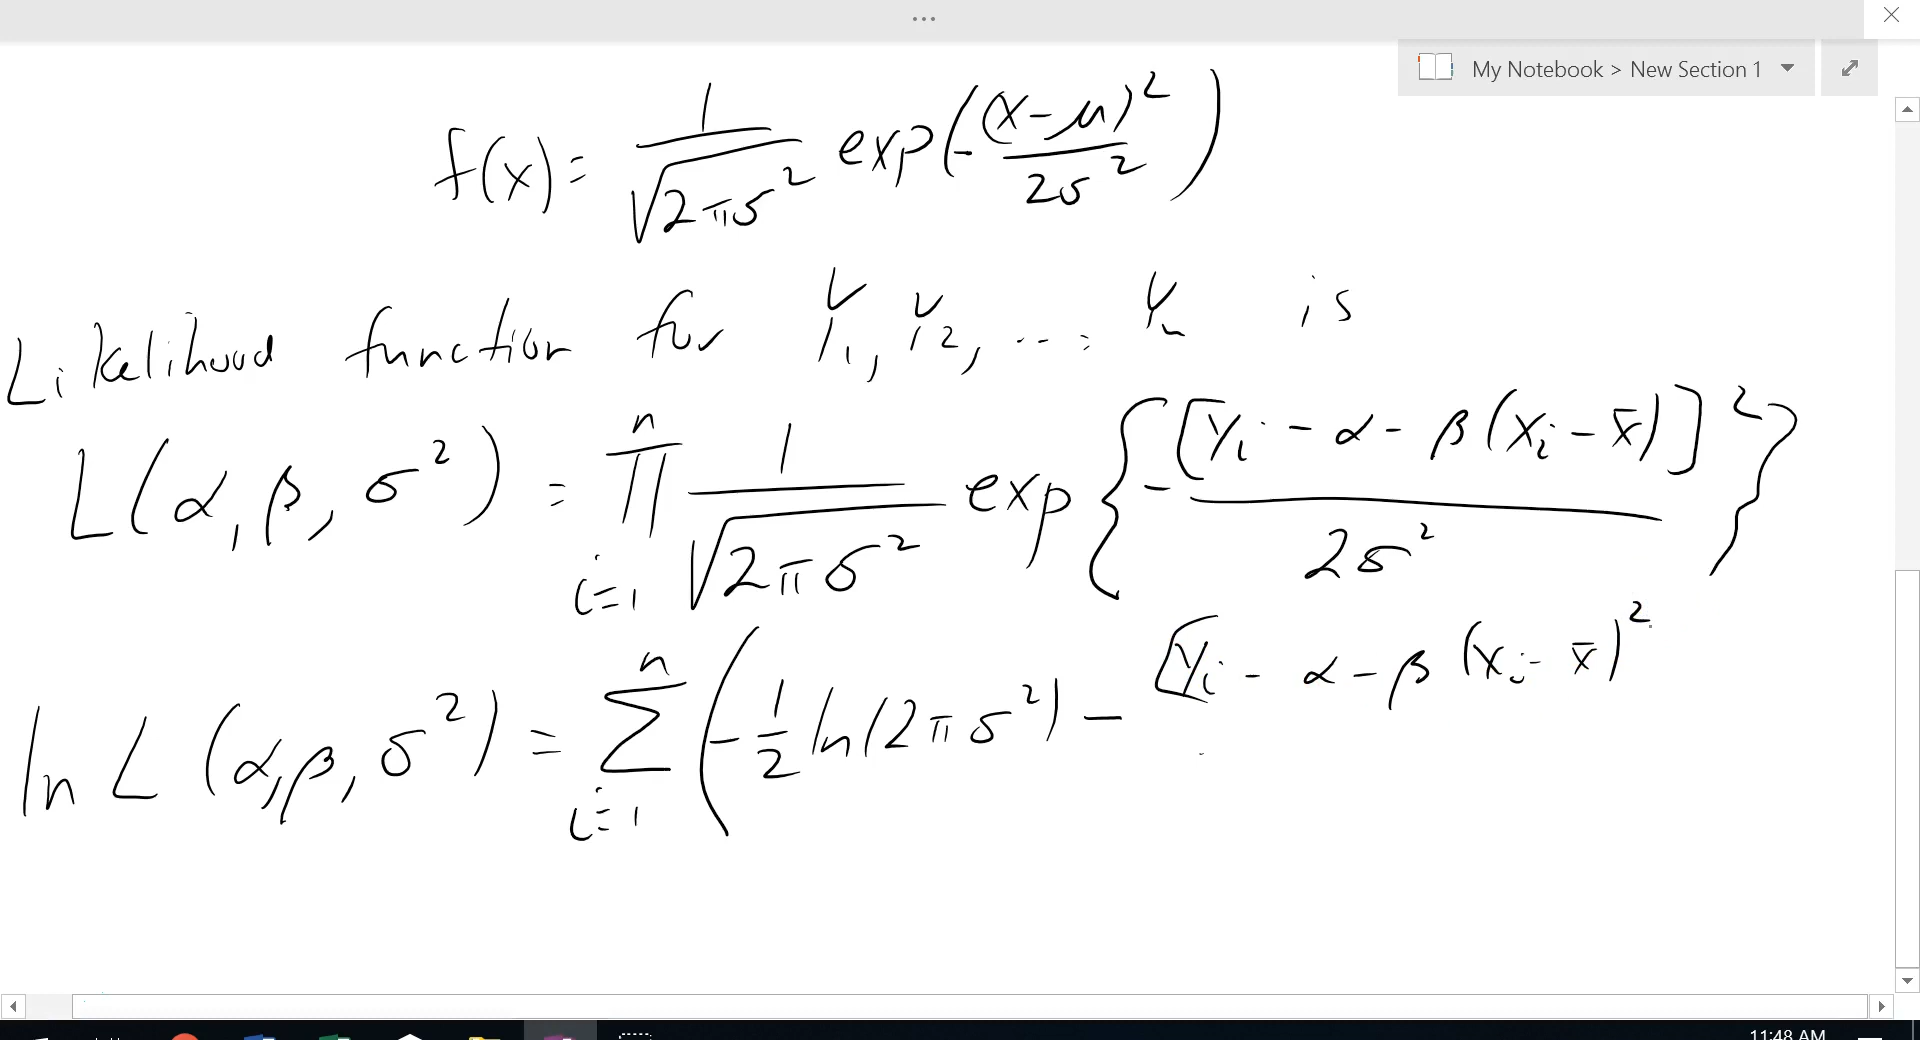 ...
My Notebook > New Section 1
f(x) = 1/√(2πσ²) exp(-(x-μ)²/2σ²)
Likelihood function for Y₁, Y₂, ... Yₙ is
L(α, β, σ²) = ∏ᵢ₌₁ⁿ 1/√(2πσ²) exp{-[Yᵢ - α - β(xᵢ - x̄)]²/2σ²}
ln L(α, β, σ²) = ∑ᵢ₌₁ⁿ (-1/2 ln(2πσ²) - [Yᵢ - α - β(xᵢ - x̄)²
11:48 AM